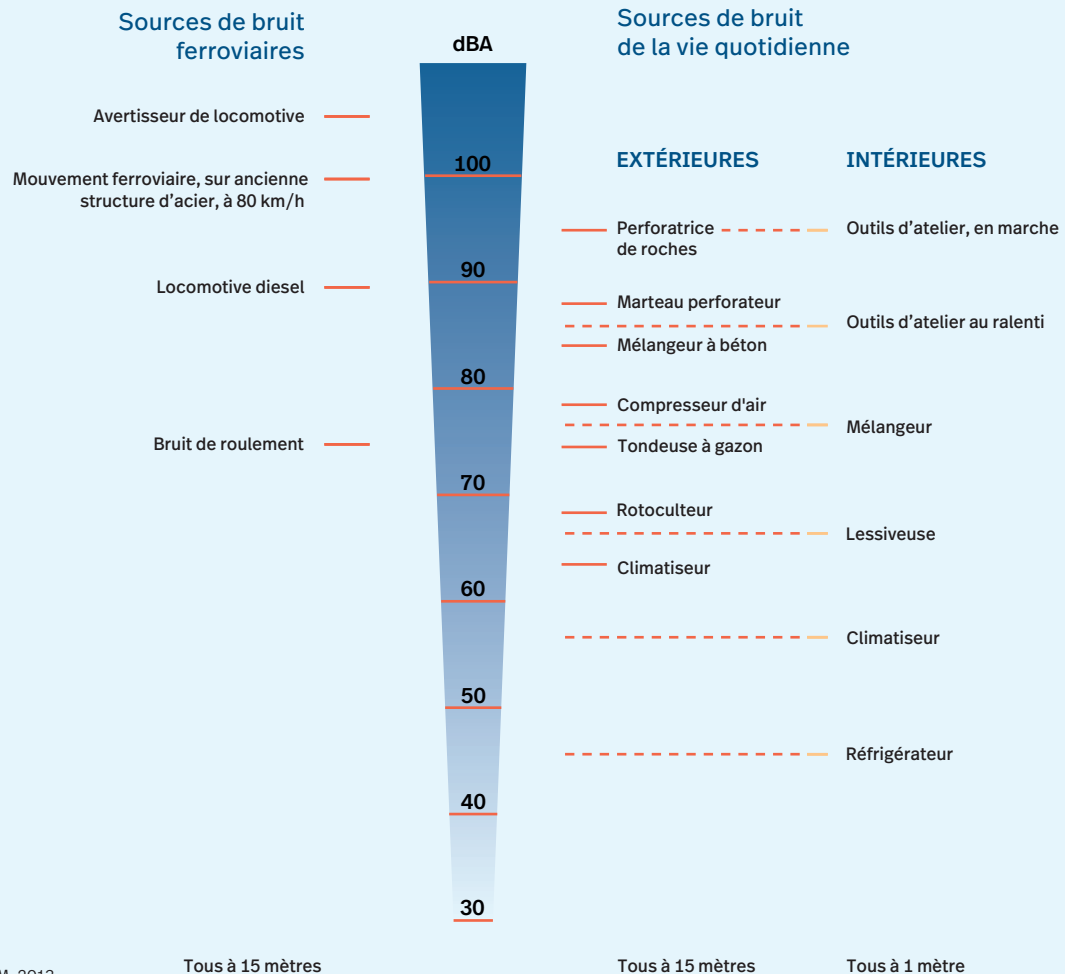 Sources de bruit
ferroviaires
dBA
Sources de bruit
de la vie quotidienne
Avertisseur de locomotive
Mouvement ferroviaire, sur ancienne
structure d'acier, à 80 km/h
Locomotive diesel
Bruit de roulement
100
90
80
70
60
50
40
30
EXTÉRIEURES
Perforatrice
de roches
Marteau perforateur
Mélangeur à béton
Compresseur d'air
Tondeuse à gazon
Rotoculteur
Climatiseur
INTÉRIEURES
Outils d'atelier, en marche
Outils d'atelier au ralenti
Mélangeur
Lessiveuse
Climatiseur
Réfrigérateur
Tous à 15 mètres
Tous à 15 mètres
Tous à 1 mètre